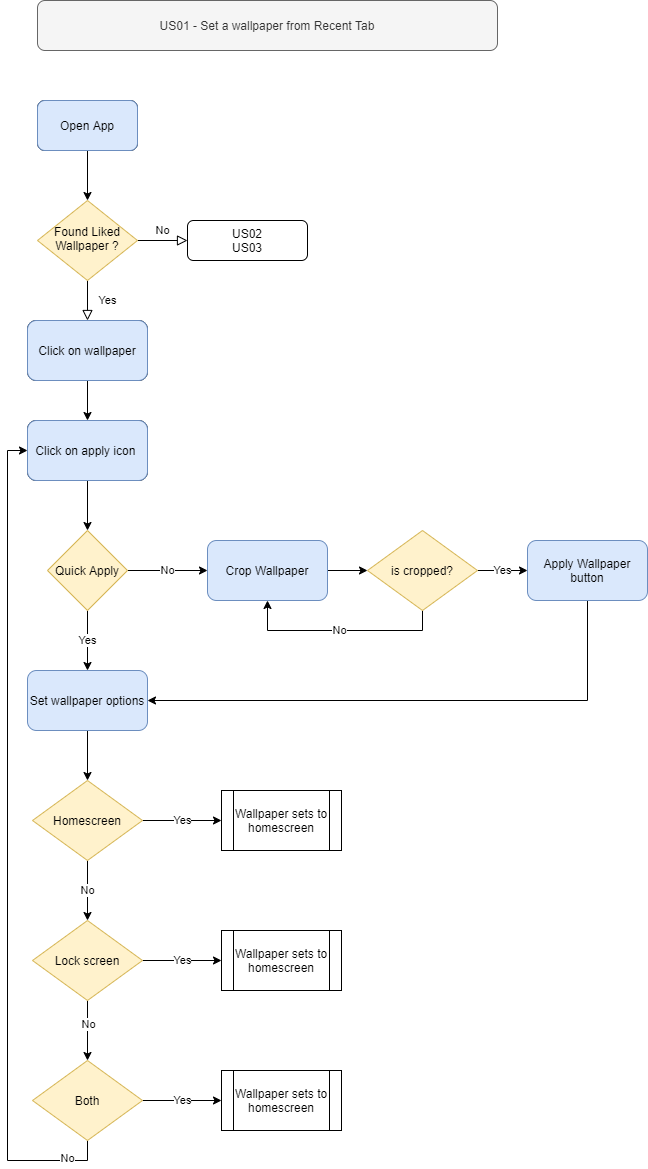 US01 - Set a wallpaper from Recent Tab
Open App
Found Liked
Wallpaper ?
No
US02
US03
Yes
Click on wallpaper
Click on apply icon
Quick Apply
No
Crop Wallpaper
is cropped?
Yes
Apply Wallpaper
button
No
Yes
Set wallpaper options
Homescreen
Yes
Wallpaper sets to
homescreen
No
Lock screen
Yes
Wallpaper sets to
homescreen
No
Both
Yes
Wallpaper sets to
homescreen
No